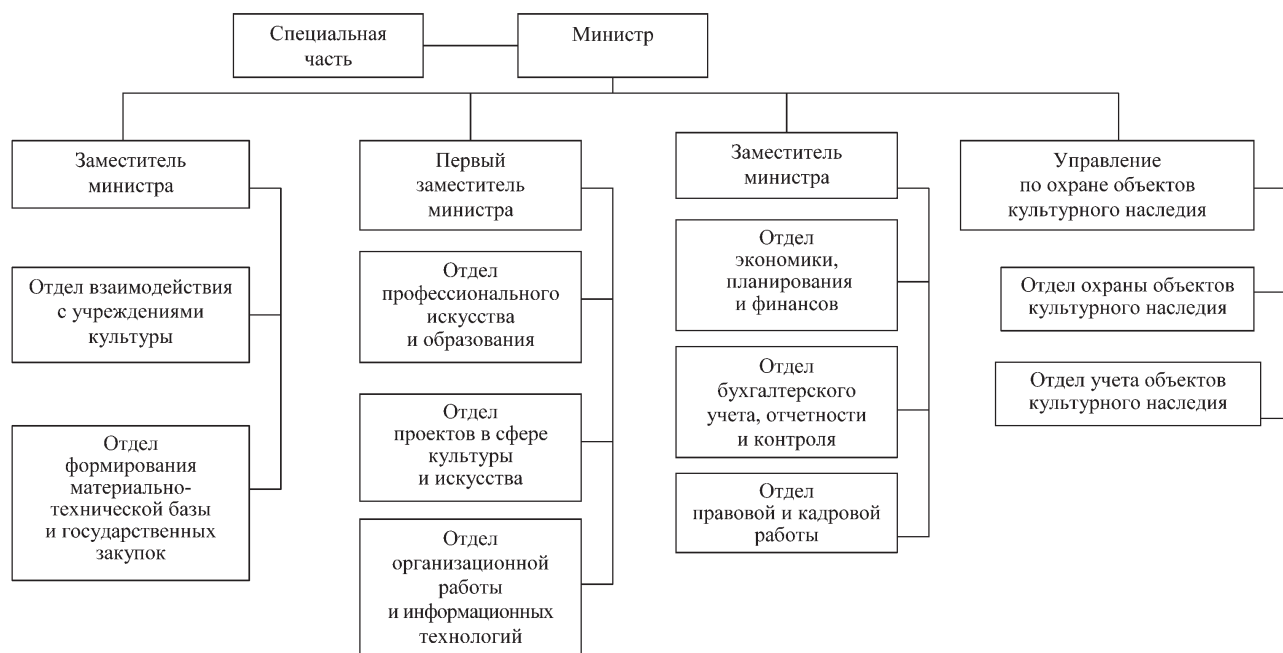 Специальная
часть
Министр
Заместитель
министра
Отдел взаимодействия
с учреждениями
культуры
Отдел
формирования
материально-
технической базы
и государственных
закупок
Первый
заместитель
министра
Отдел
профессионального
искусства
и образования
Отдел
проектов в сфере
культуры
и искусства
Отдел
организационной
работы
и информационных
технологий
Заместитель
министра
Отдел
экономики,
планирования
и финансов
Отдел
бухгалтерского
учета, отчетности
и контроля
Отдел
правовой и кадровой
работы
Управление
по охране объектов
культурного наследия
Отдел охраны объектов
культурного наследия
Отдел учета объектов
культурного наследия